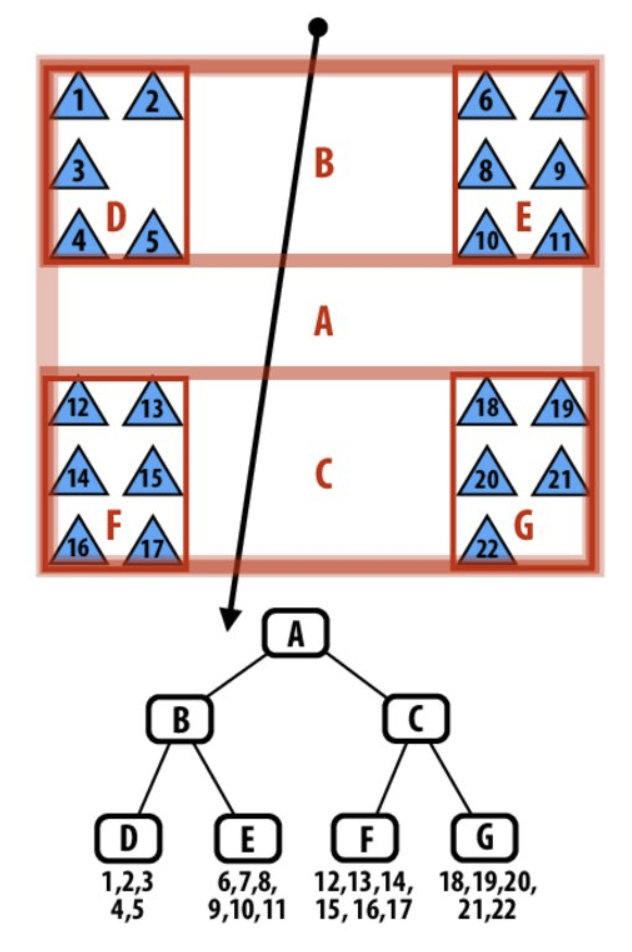 1 2 6 7
B
3 8 9
D E
4 5 10 11
A
12 13 18 19
14 15 C 20 21
F G
16 17 22
A
B C
D E F G
1,2,3 6,7,8, 12,13,14, 18,19,20,
4,5 9,10,11 15, 16,17 21,22